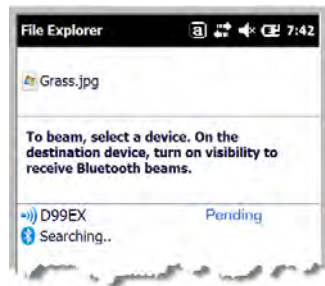 File Explorer a 7:42
Grass.jpg
To beam, select a device. On the
destination device, turn on visibility to
receive Bluetooth beams.
D99EX Pending
Searching..